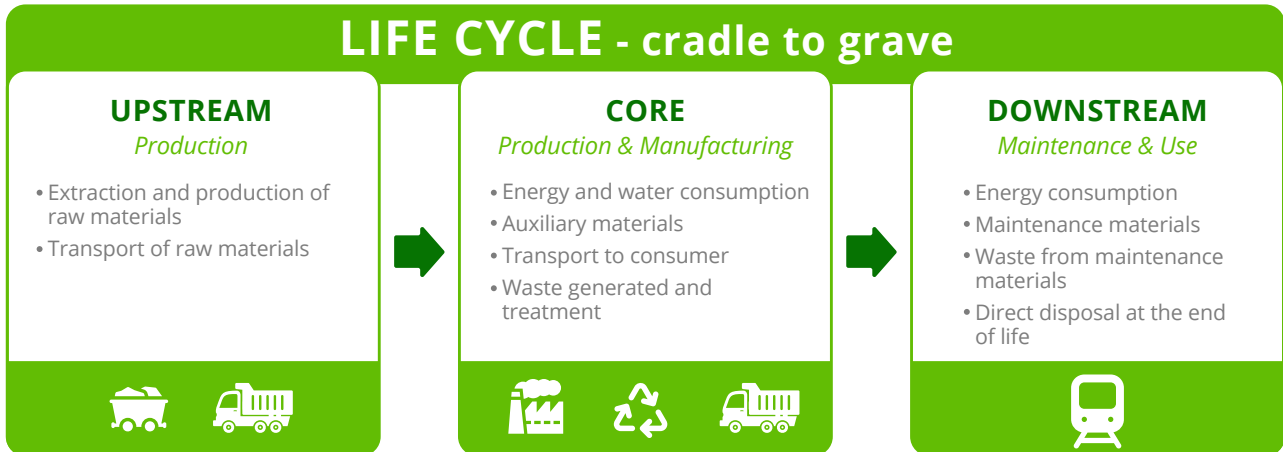 LIFE CYCLE - cradle to grave
UPSTREAM
Production
• Extraction and production of
raw materials
• Transport of raw materials
CORE
Production & Manufacturing
• Energy and water consumption
• Auxiliary materials
• Transport to consumer
• Waste generated and
treatment
DOWNSTREAM
Maintenance & Use
• Energy consumption
• Maintenance materials
• Waste from maintenance
materials
• Direct disposal at the end
of life